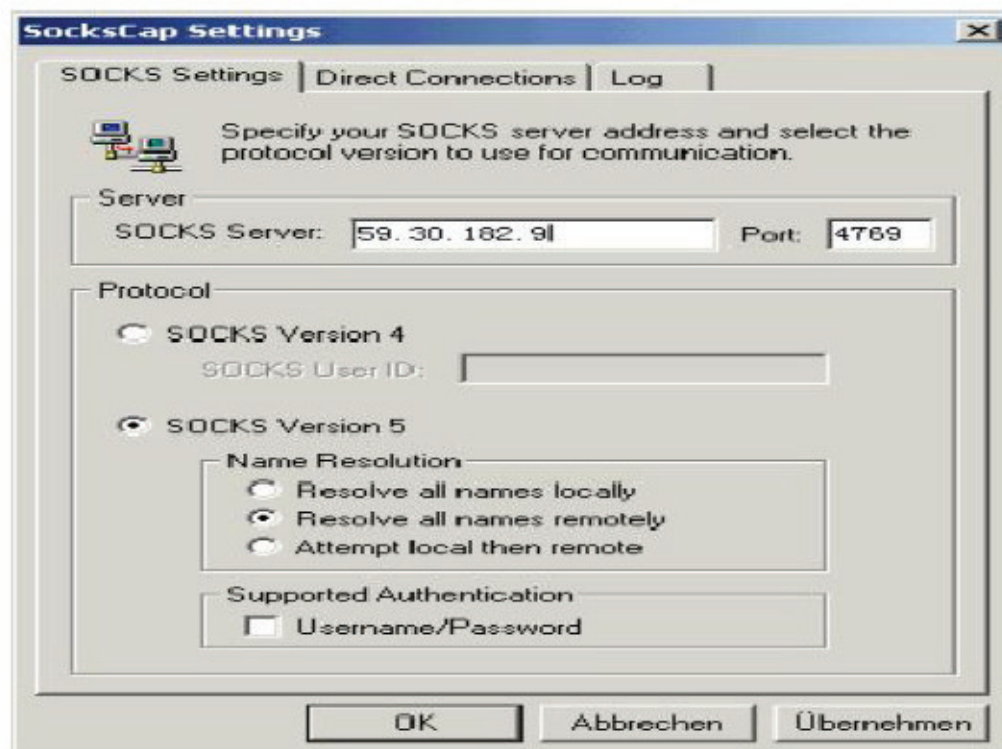 SocksCap Settings
SOCKS Settings
Direct Connections
Log
Specify your SOCKS server address and select the
protocol version to use for communication.
Server
SOCKS Server: 59.30.182.9 Port: 4769
Protocol
SOCKS Version 4
SOCKS User ID:
SOCKS Version 5
Name Resolution
Resolve all names locally
Resolve all names remotely
Attempt local then remote
Supported Authentication
Username/Password
OK
Abbrechen
Übernehmen